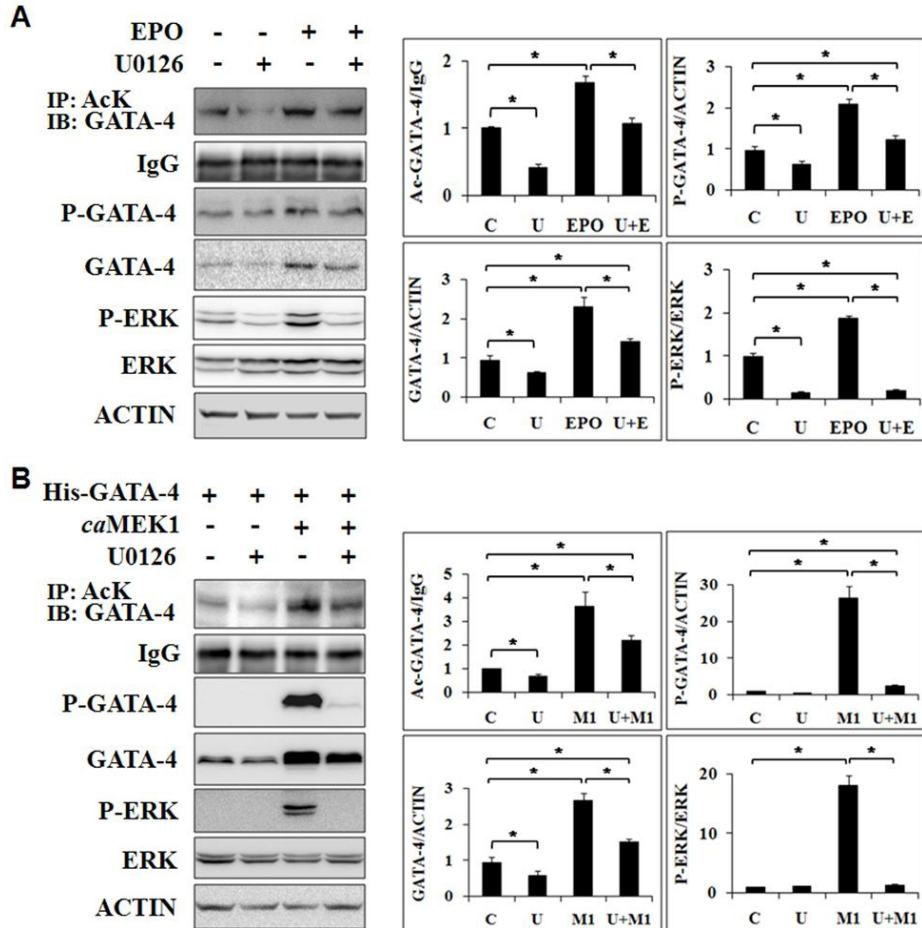 A
EPO - - + +
U0126 - + - +
IP: AcK
IB: GATA-4
IgG
P-GATA-4
GATA-4
P-ERK
ERK
ACTIN
Ac-GATA-4/IgG
2
1
0
* * *
C U EPO U+E
P-GATA-4/ACTIN
3
2
1
0
* * * *
C U EPO U+E
GATA-4/ACTIN
3
2
1
0
* * * *
C U EPO U+E
P-ERK/ERK
3
2
1
0
* * * *
C U EPO U+E
B
His-GATA-4 + + + +
caMEK1 - - + +
U0126 - + - +
IP: AcK
IB: GATA-4
IgG
P-GATA-4
GATA-4
P-ERK
ERK
ACTIN
Ac-GATA-4/IgG
5
4
3
2
1
0
* * * *
C U M1 U+M1
P-GATA-4/ACTIN
30
20
10
0
* * *
C U M1 U+M1
GATA-4/ACTIN
3
2
1
0
* * * *
C U M1 U+M1
P-ERK/ERK
20
10
0
* *
C U M1 U+M1